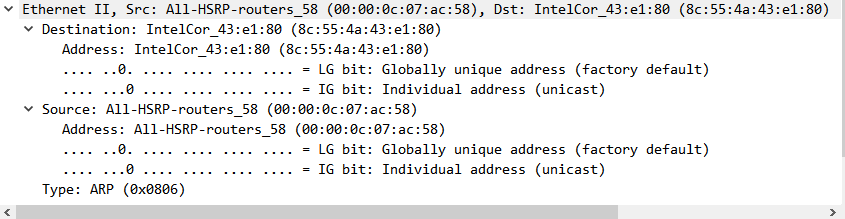 Ethernet II, Src: All-HSRP-routers_58 (00:00:0c:07:ac:58), Dst: IntelCor_43:e1:80 (8c:55:4a:43:e1:80)
Destination: IntelCor_43:e1:80 (8c:55:4a:43:e1:80)
Address: IntelCor_43:e1:80 (8c:55:4a:43:e1:80)
.... ..0. .... .... .... .... = LG bit: Globally unique address (factory default)
.... ...0 .... .... .... .... = IG bit: Individual address (unicast)
Source: All-HSRP-routers_58 (00:00:0c:07:ac:58)
Address: All-HSRP-routers_58 (00:00:0c:07:ac:58)
.... ..0. .... .... .... .... = LG bit: Globally unique address (factory default)
.... ...0 .... .... .... .... = IG bit: Individual address (unicast)
Type: ARP (0x0806)